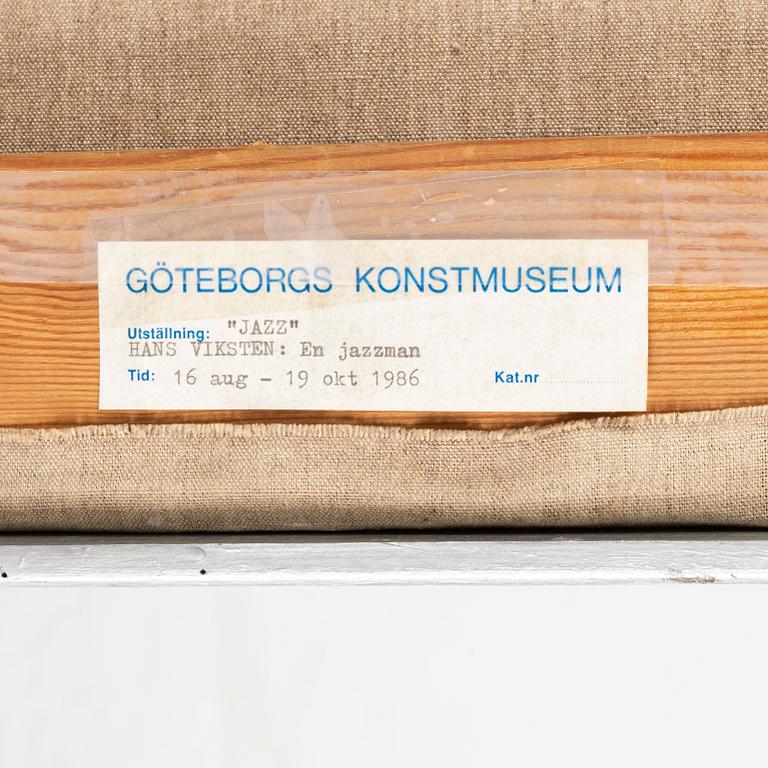 GÖTEBORGS KONSTMUSEUM
Utställning: "JAZZ"
HANS VIKSTEN: En jazzman
Tid: 16 aug - 19 okt 1986 Kat.nr